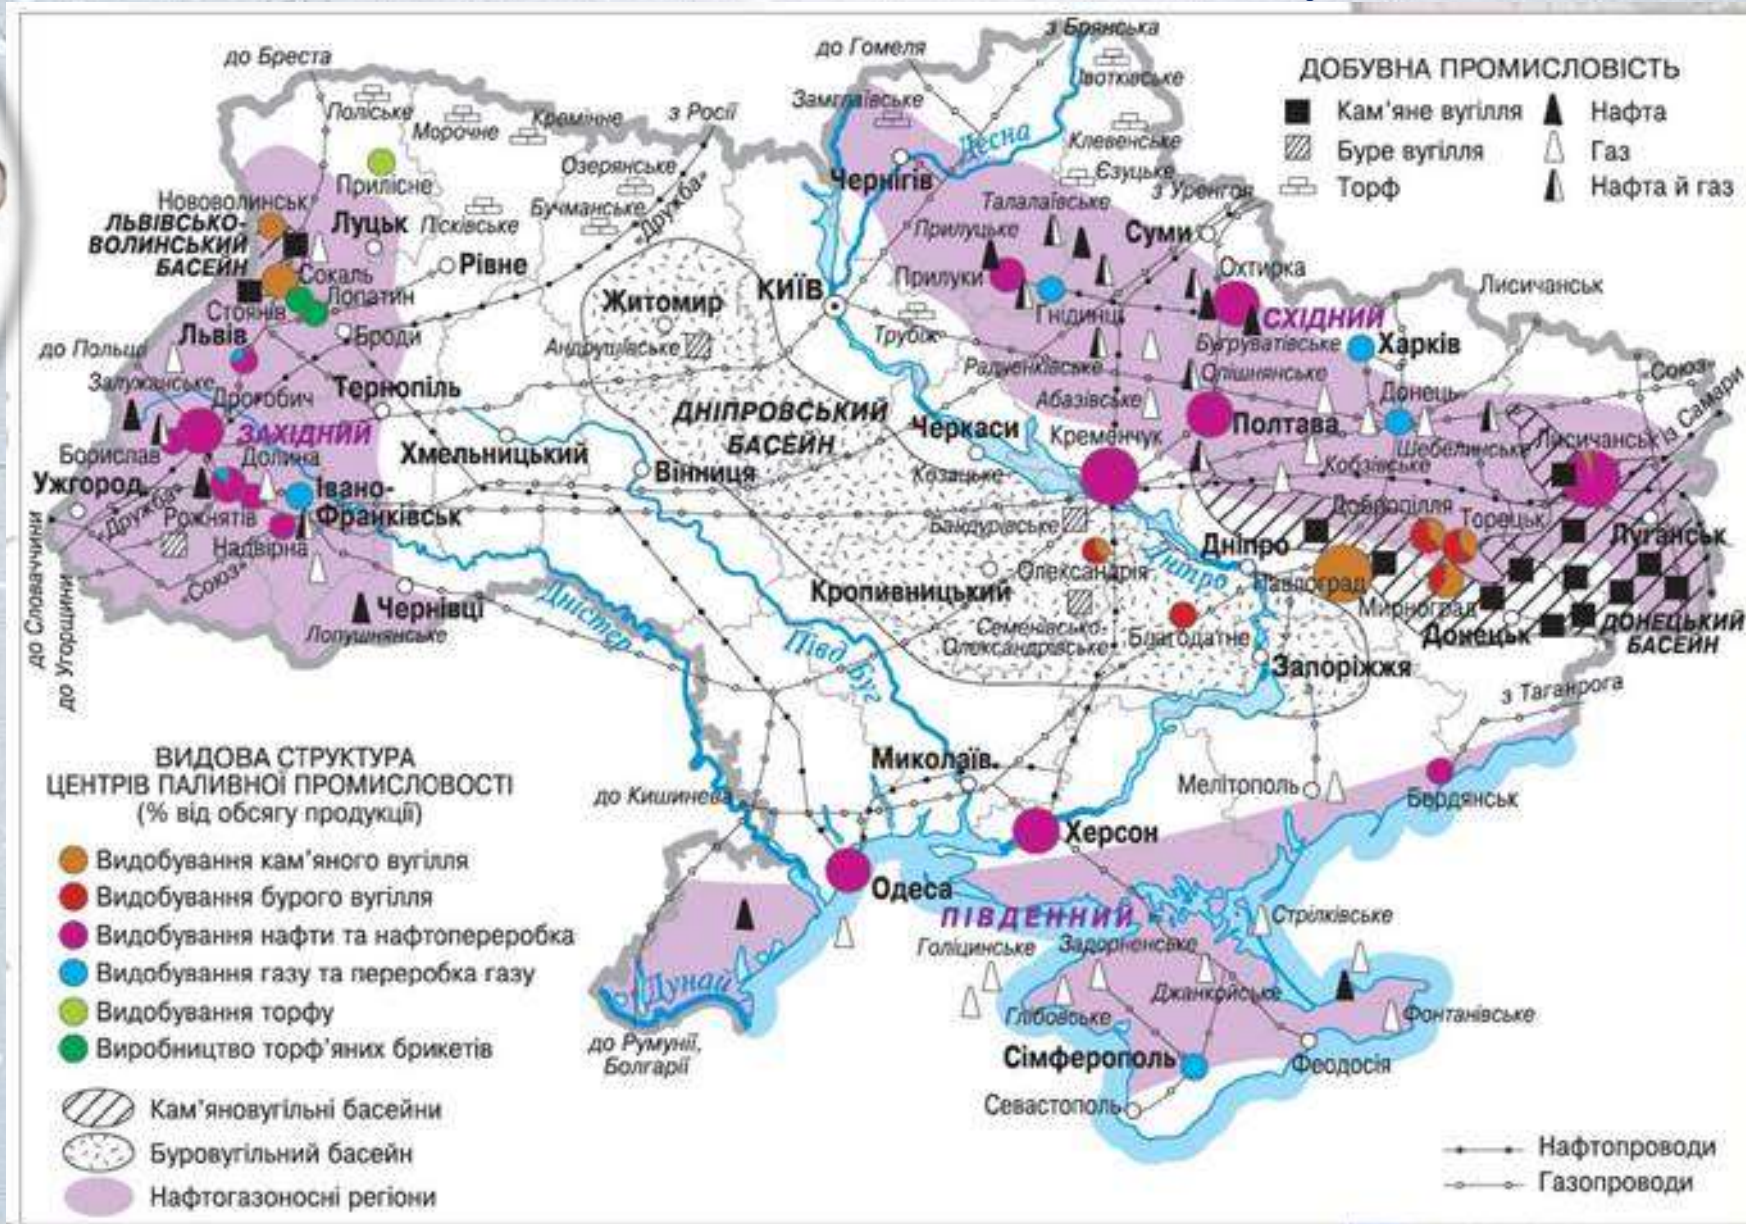 до Бреста
до Гомеля
з Брянська
ДОБУВНА ПРОМИСЛОВІСТЬ
Кам'яне вугілля
Нафта
Буре вугілля
Газ
Торф
Нафта й газ
Поліське
Морочне
Кремінне
з Росії
Замглаївське
Івотківське
Клевенське
Єзуцьке
Десна
Озерянське
Бучманське
«Дружба»
Прилісне
Пісківське
Чернігів
з Уренгоя
Нововолинськ
ЛЬВІВСЬКО-
ВОЛИНСЬКИЙ
БАСЕЙН
Луцьк
Рівне
Сокаль
Лопатин
Стоянів
Броди
Львів
Талалаївське
Прилуцьке
Прилуки
Суми
Охтирка
Гнідинці
Лисичанськ
Житомир
КИЇВ
Андрушівське
Трубіж
СХІДНИЙ
Бугруватівське
Харків
до Польщі
Залужанське
Дрогобич
Тернопіль
Радченківське
Опішнянське
Абазівське
Донець
«Союз»
із Самари
ДНІПРОВСЬКИЙ
БАСЕЙН
ЗАХІДНИЙ
Борислав
Долина
Хмельницький
Вінниця
Черкаси
Козацьке
Кременчук
Полтава
Шебелинське
Кобзівське
Лисичанськ
Ужгород
«Дружба»
Івано-
Франківськ
Рожнятів
Надвірна
«Союз»
Бандурівське
Добропілля
Торецьк
Луганськ
Дніпро
Дніпро
Павлоград
Мирноград
Донецьк
ДОНЕЦЬКИЙ
БАСЕЙН
до Словаччини
до Угорщини
Чернівці
Лопушнянське
Дністер
Півд. Буг
Кропивницький
Олександрія
Семенівсько-
Олександрівське
Благодатне
Запоріжжя
з Таганрога
ВИДОВА СТРУКТУРА
ЦЕНТРІВ ПАЛИВНОЇ ПРОМИСЛОВОСТІ
(% від обсягу продукції)
Видобування кам'яного вугілля
Видобування бурого вугілля
Видобування нафти та нафтопереробка
Видобування газу та переробка газу
Видобування торфу
Виробництво торф'яних брикетів
Кам'яновугільні басейни
Буровугільний басейн
Нафтогазоносні регіони
Миколаїв
до Кишинева
Мелітополь
Бердянськ
Херсон
Одеса
ПІВДЕННИЙ
Стрілківське
Голіцинське
Задорненське
Дунай
Глібовське
Джанкойське
Фонтанівське
до Румунії,
Болгарії
Сімферополь
Феодосія
Севастополь
Нафтопроводи
Газопроводи